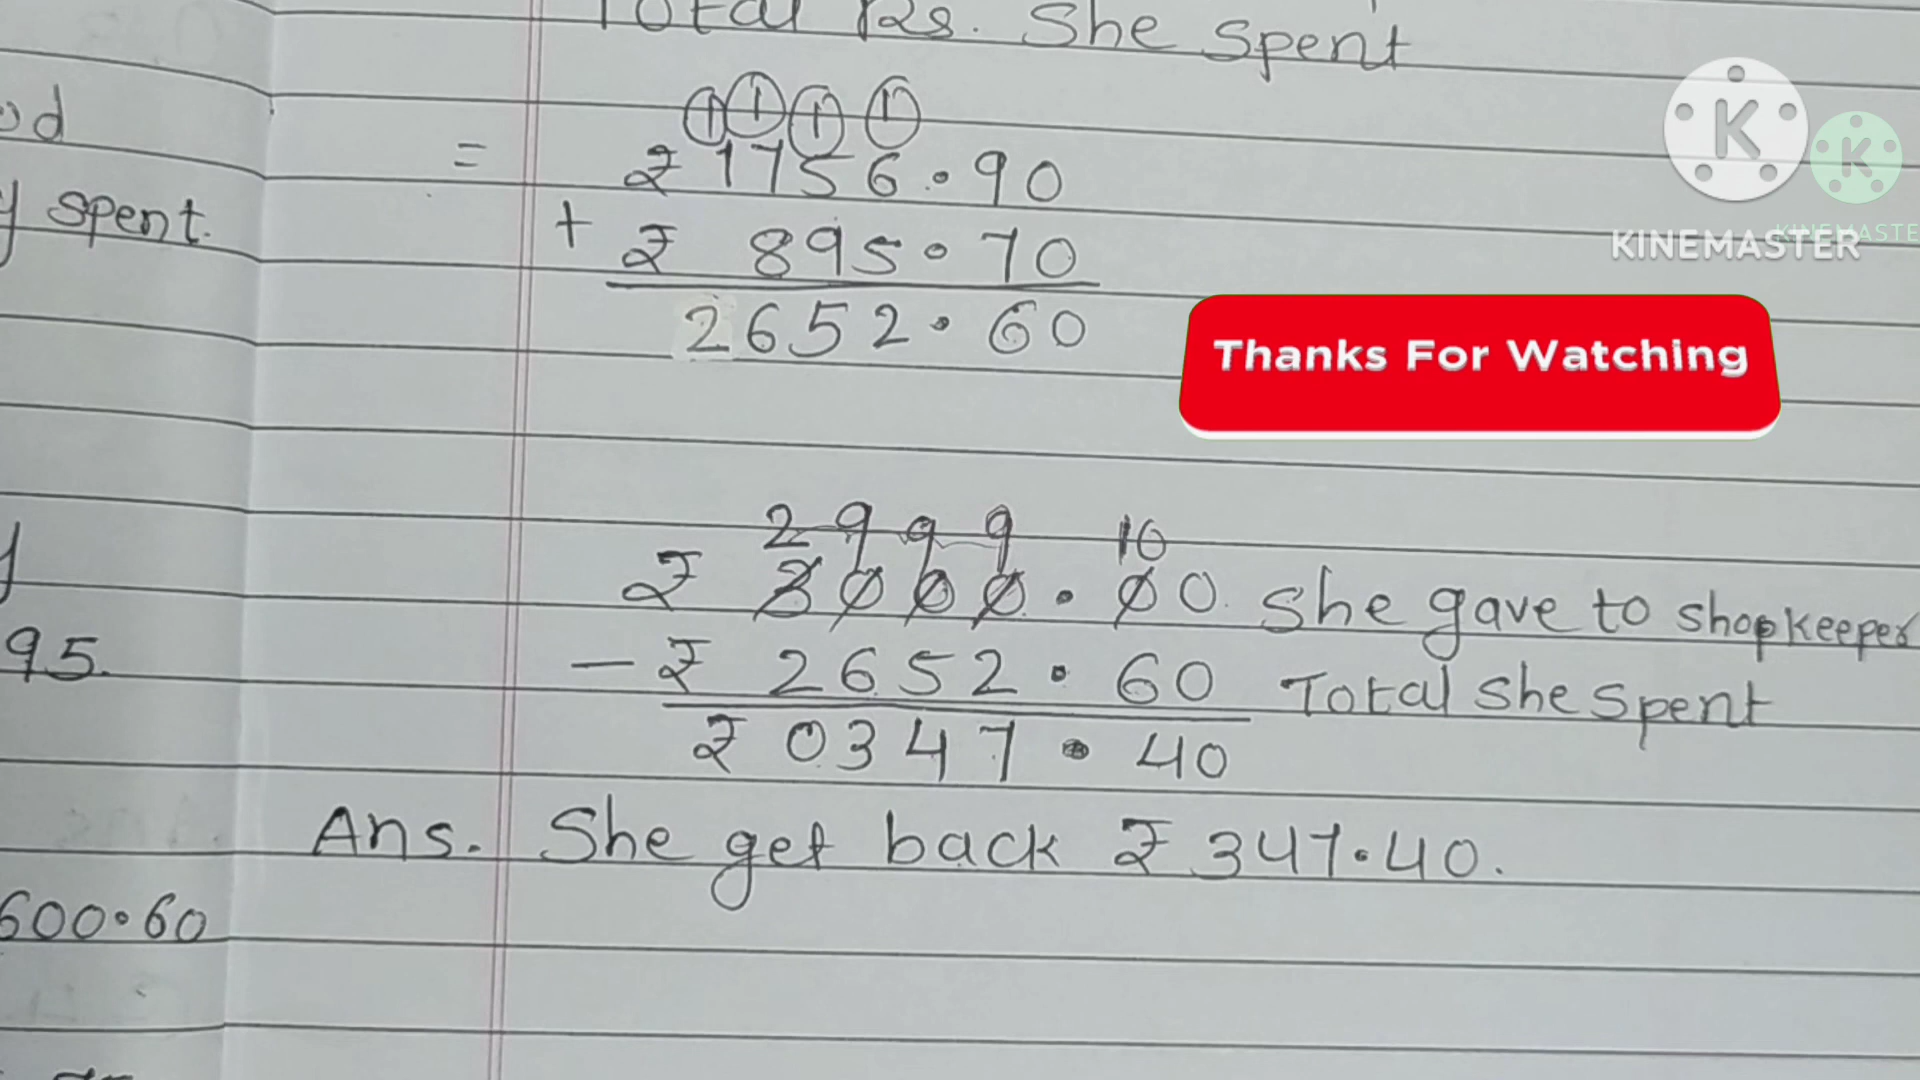 Total Rs. She spent
od
1 1 1 1
= ₹ 1756.90
y spent.
+ ₹ 895.70
2652.60
KINEMASTER
KINEMASTER
Thanks For Watching
2 9 9 9 10
₹ 3000.00 She gave to shopkeeper
95.
- ₹ 2652.60 Total She Spent
₹ 0347.40
Ans. She get back ₹ 347.40.
600.60